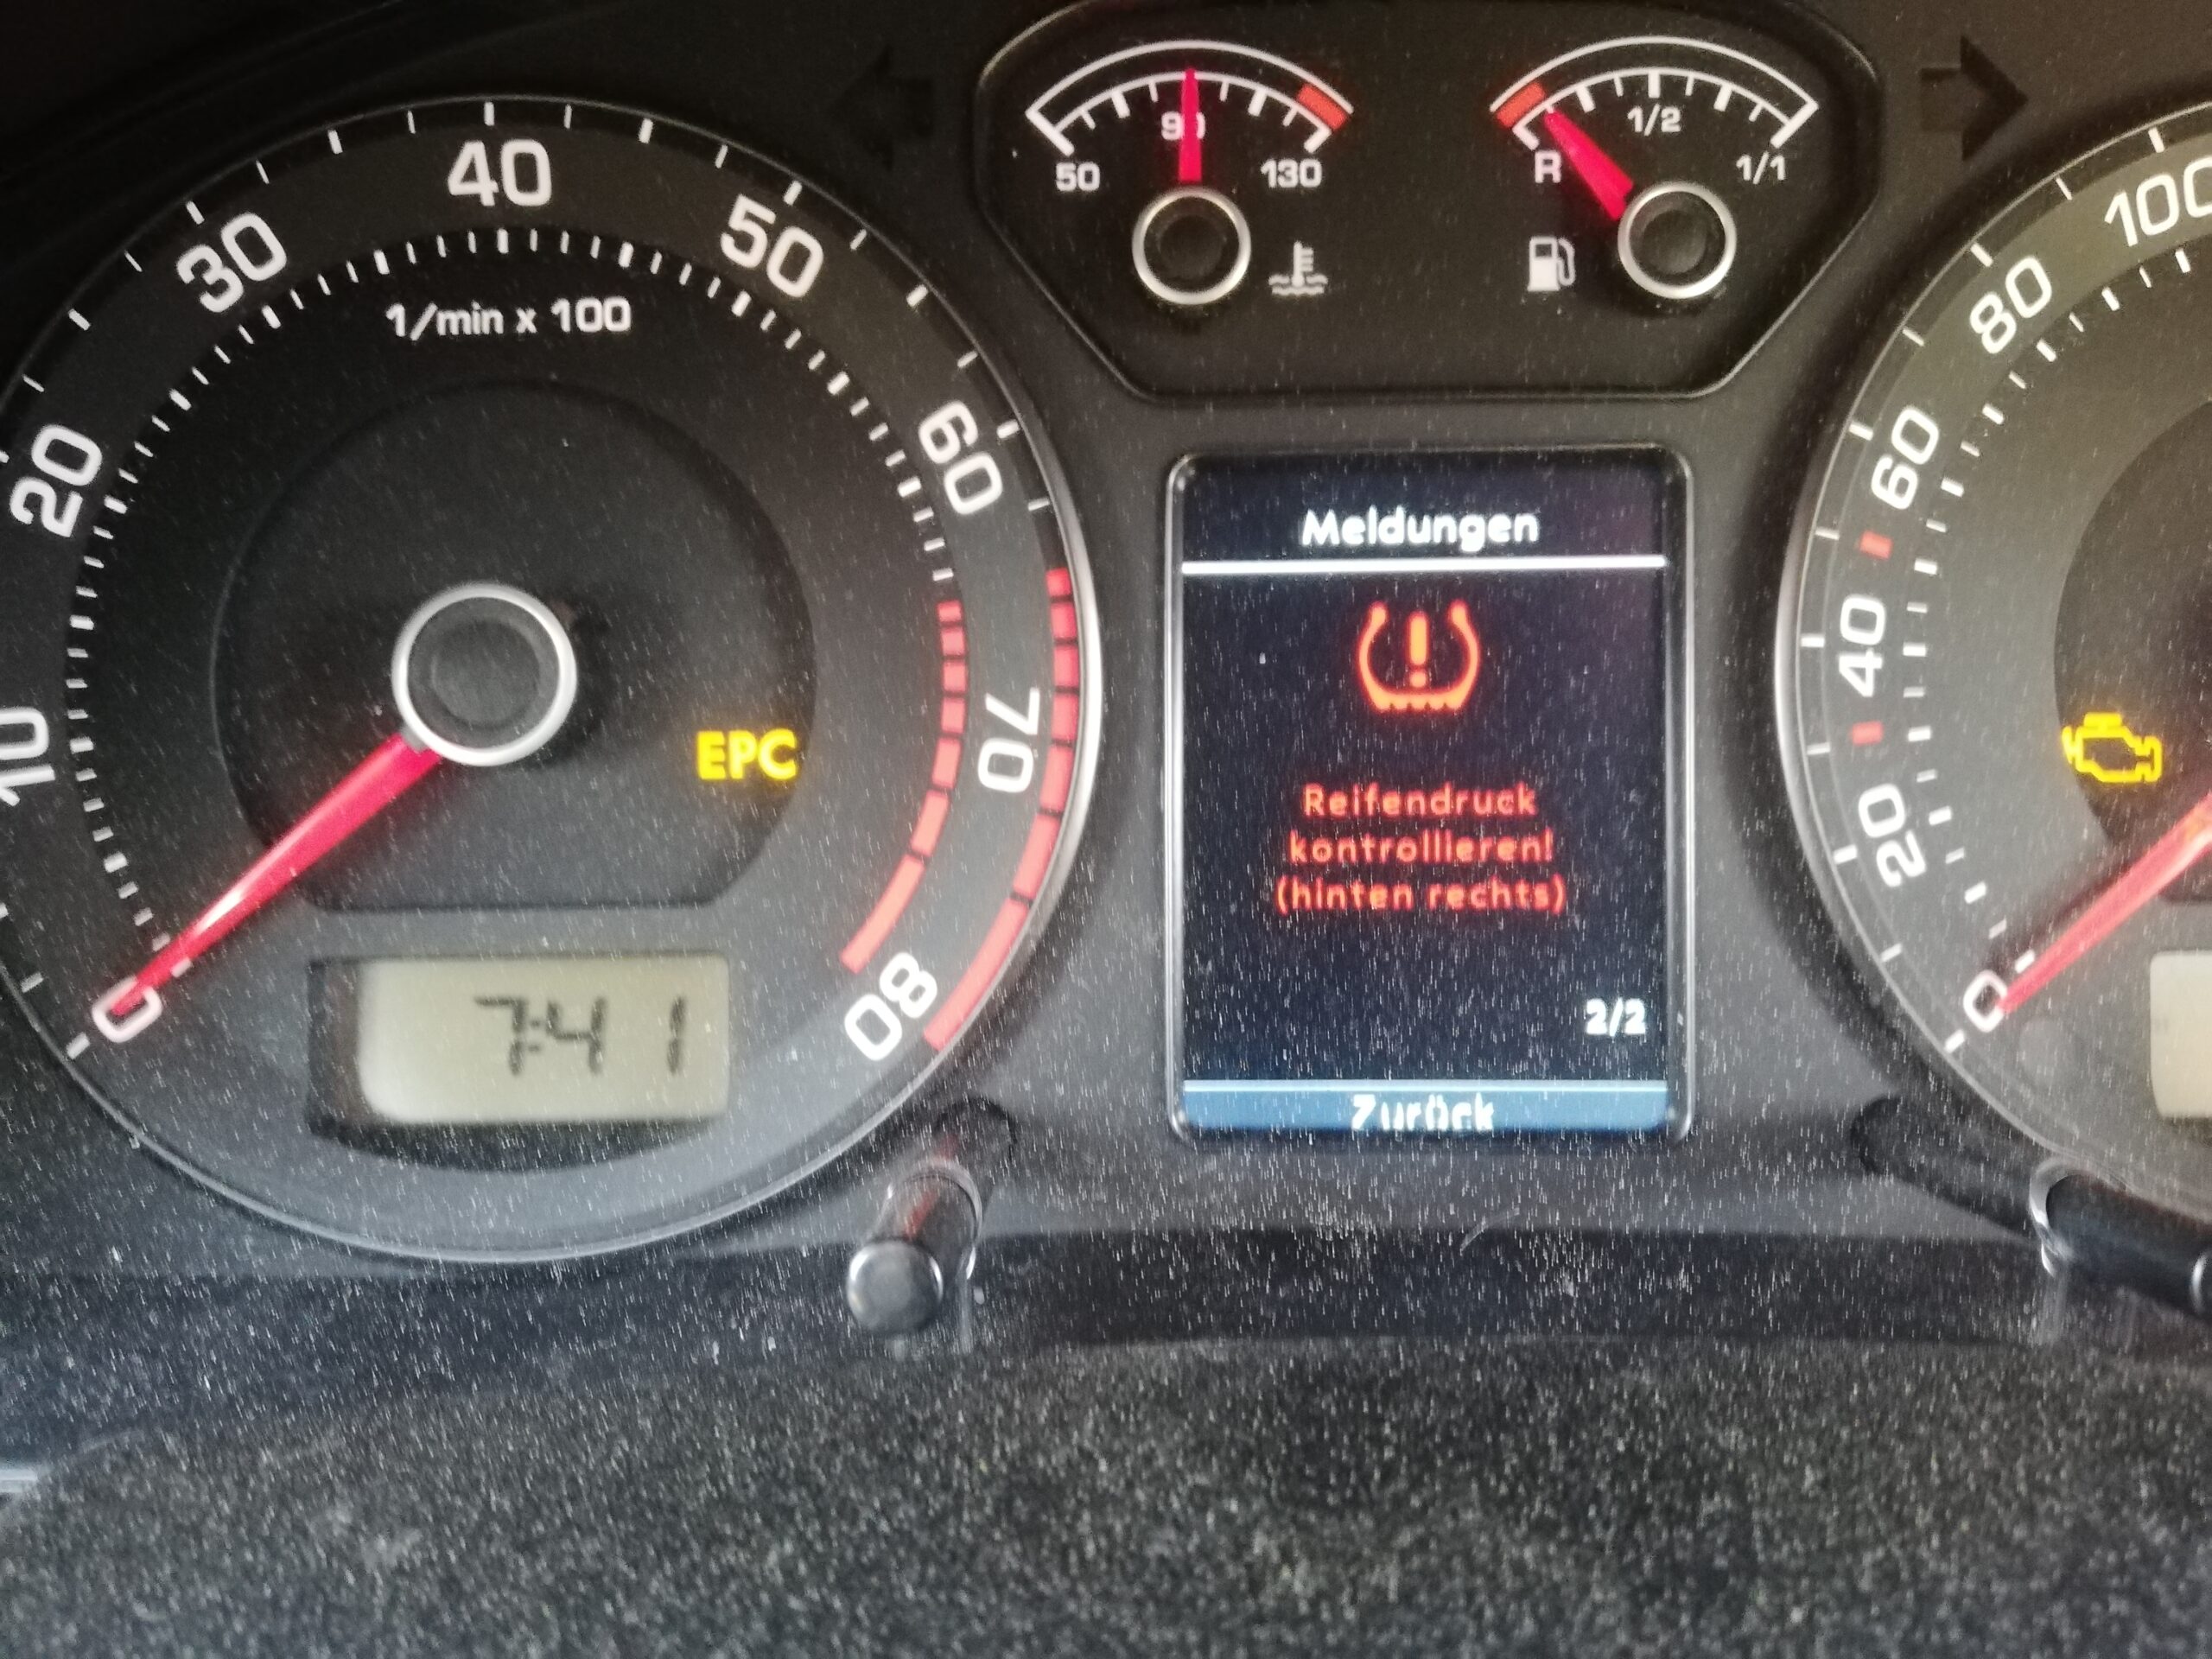 50
90
130
R
1/2
1/1
10
20
30
40
50
60
70
80
0
1/min x 100
EPC
7:41
Meldungen
Reifendruck
kontrollieren!
(hinten rechts)
2/2
Zurück
0
20
40
60
80
100